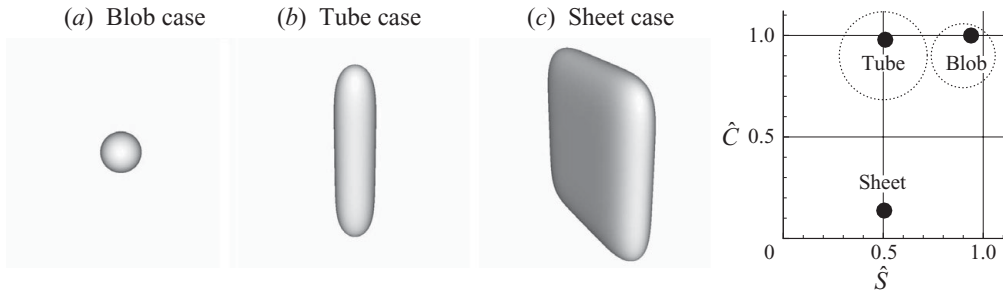 (a) Blob case
(b) Tube case
(c) Sheet case
1.0
Tube
Blob
Ĉ
0.5
Sheet
0
0.5
1.0
Ŝ